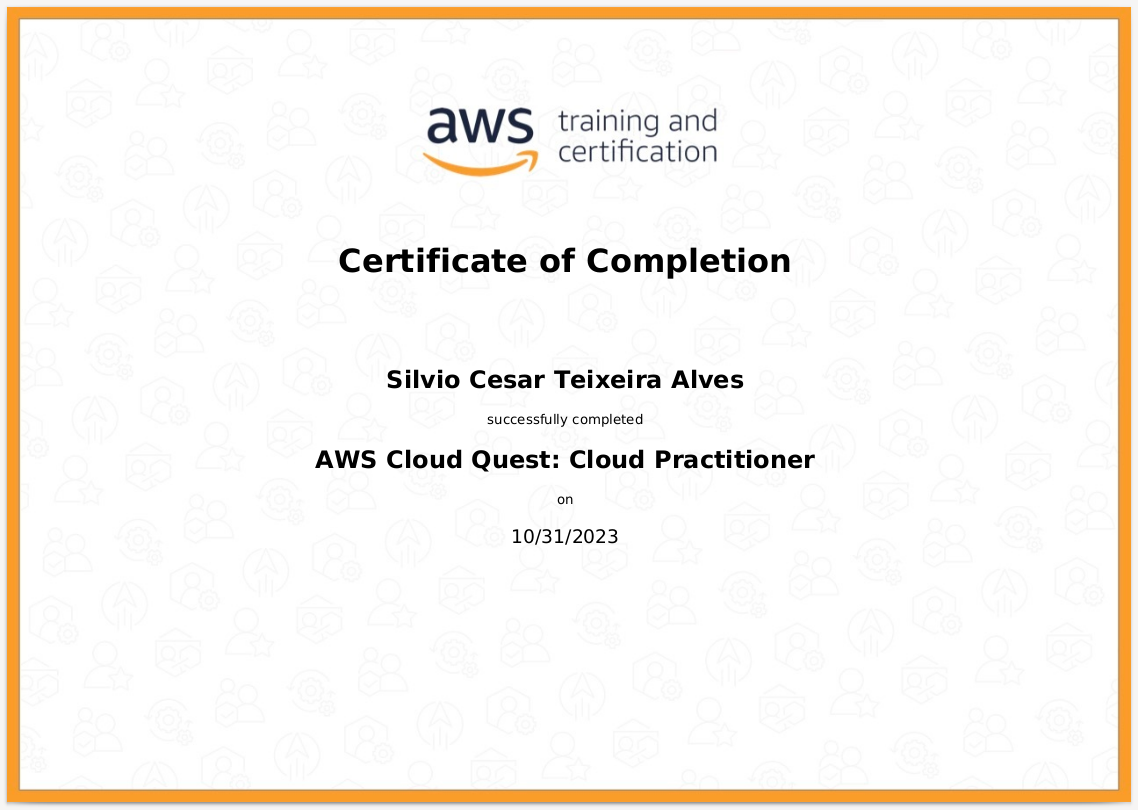 aws training and
certification
Certificate of Completion
Silvio Cesar Teixeira Alves
successfully completed
AWS Cloud Quest: Cloud Practitioner
on
10/31/2023